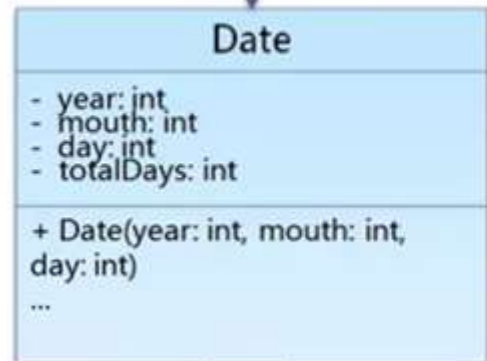 Date
- year: int
- mouth: int
- day: int
- totalDays: int
+ Date(year: int, mouth: int,
day: int)
...